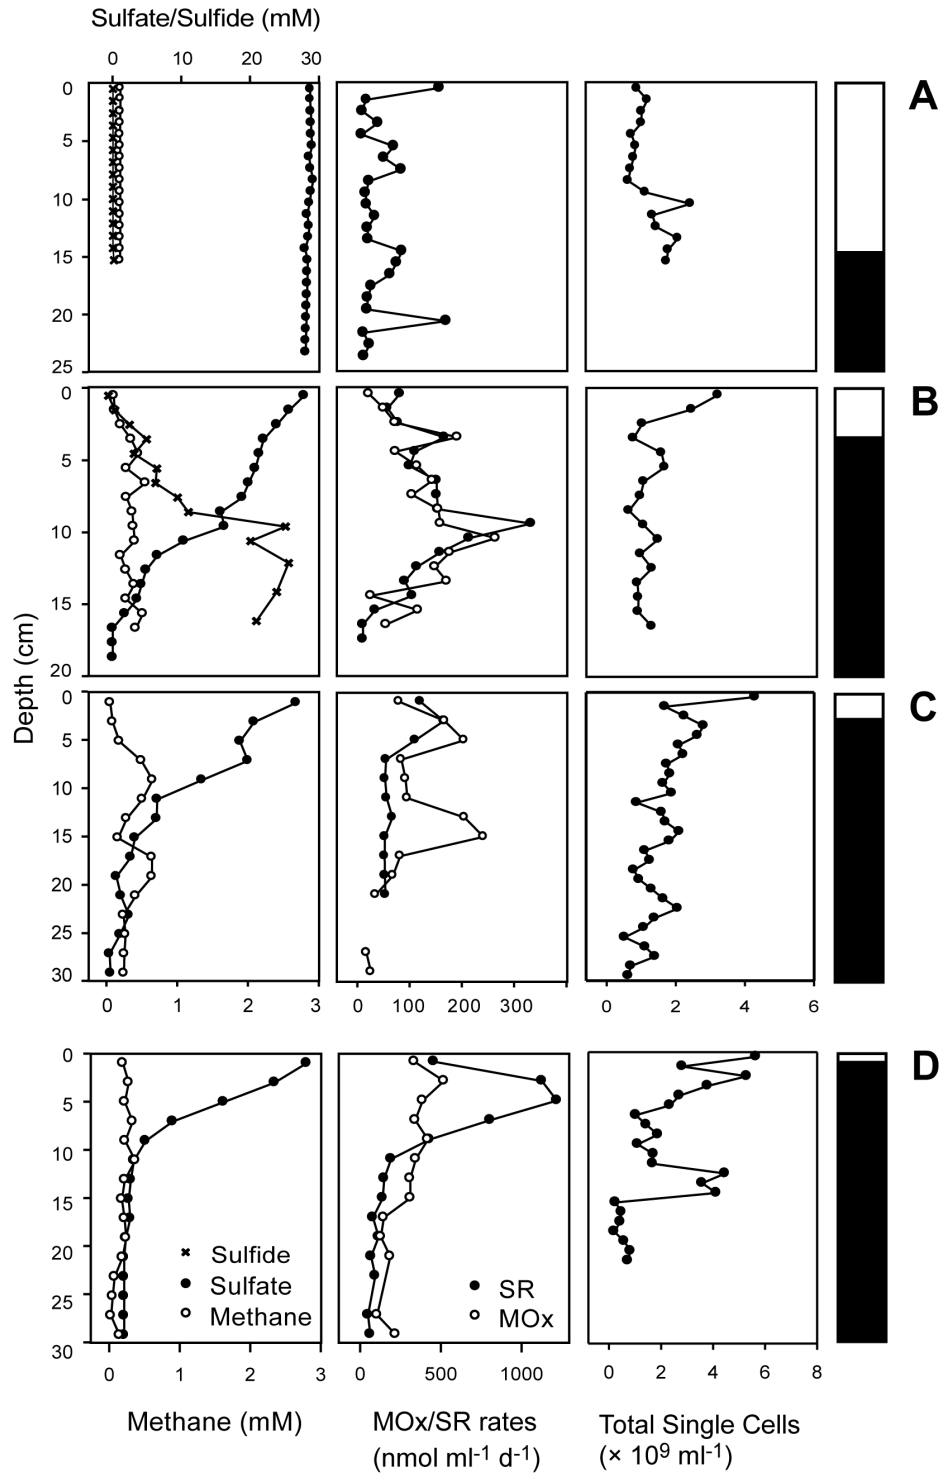 Sulfate/Sulfide (mM)
0 10 20 30
A
0
5
10
15
20
25
B
0
5
10
15
20
Depth (cm)
C
0
5
10
15
20
25
30
0 1 2 3
0 100 200 300
0 2 4 6
D
0
5
10
15
20
25
30
Sulfide
Sulfate
Methane
SR
MOx
0 1 2 3
0 500 1000
0 2 4 6 8
Methane (mM)
MOx/SR rates
(nmol ml⁻¹ d⁻¹)
Total Single Cells
(× 10⁹ ml⁻¹)